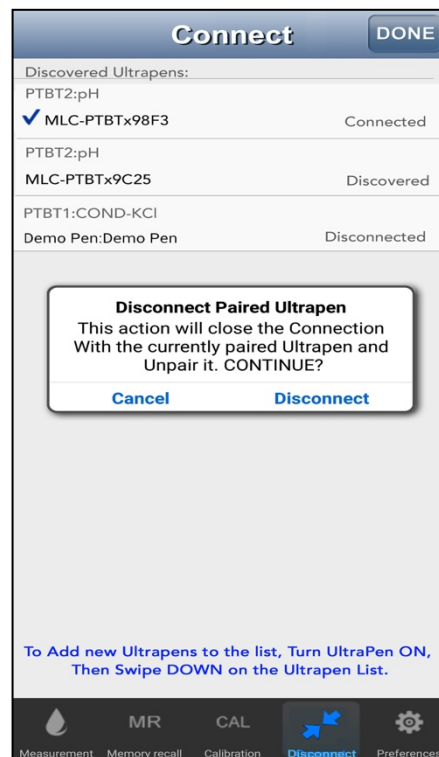 Connect
DONE
Discovered Ultrapens:
PTBT2:pH
MLC-PTBTx98F3 Connected
PTBT2:pH
MLC-PTBTx9C25 Discovered
PTBT1:COND-KCl
Demo Pen:Demo Pen Disconnected
Disconnect Paired Ultrapen
This action will close the Connection
With the currently paired Ultrapen and
Unpair it. CONTINUE?
Cancel Disconnect
To Add new Ultrapens to the list, Turn UltraPen ON,
Then Swipe DOWN on the Ultrapen List.
MR CAL
Measurement Memory recall Calibration Disconnect Preferences